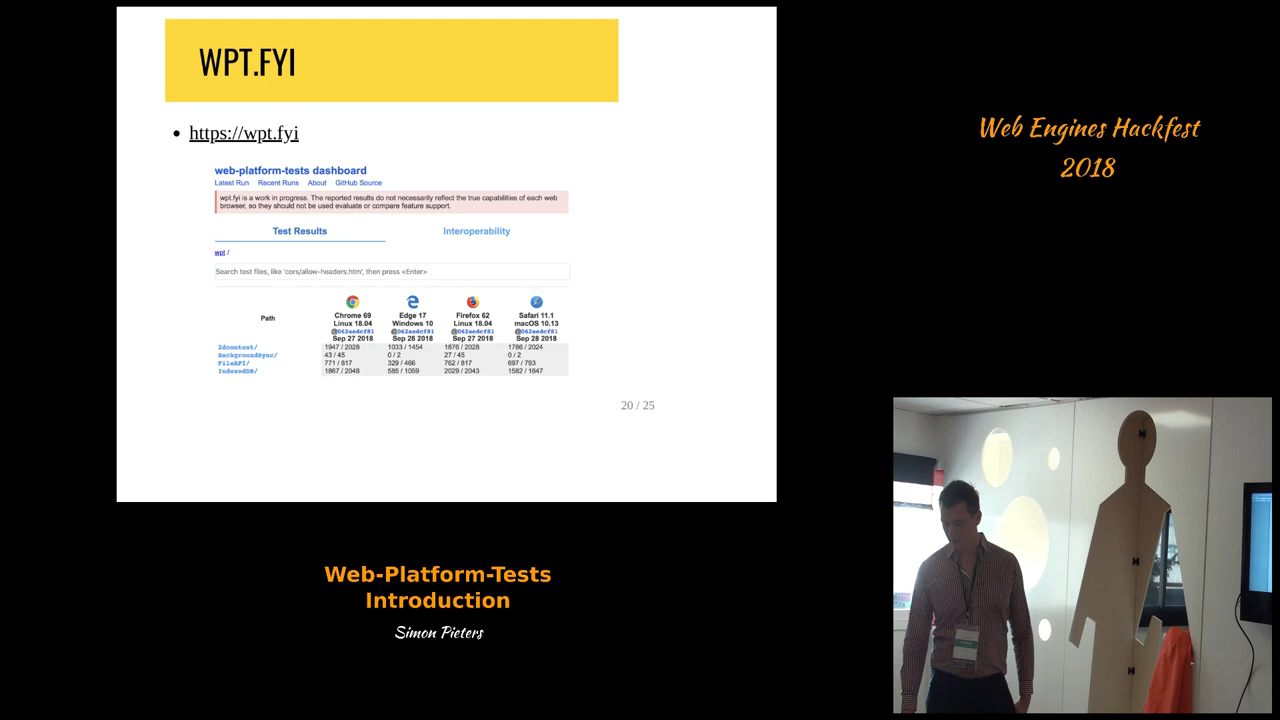 WPT.FYI
https://wpt.fyi
web-platform-tests dashboard
Latest Run Recent Runs About GitHub Source
wpt.fyi is a work in progress. The reported results do not necessarily reflect the true capabilities of each web
browser, so they should not be used evaluate or compare feature support.
Test Results Interoperability
wpt /
Search test files, like 'cors/allow-headers.htm', then press <Enter>
Path
Chrome 69 Edge 17 Firefox 62 Safari 11.1
Linux 18.04 Windows 10 Linux 18.04 macOS 10.13
@062aedcf81 @062aedcf81 @062aedcf81 @062aedcf81
Sep 27 2018 Sep 28 2018 Sep 27 2018 Sep 28 2018
2dcontext/ 1947 / 2028 1033 / 1454 1876 / 2028 1786 / 2024
BackgroundSync/ 43 / 45 0 / 2 27 / 45 0 / 2
FileAPI/ 771 / 817 329 / 466 762 / 817 697 / 793
IndexedDB/ 1867 / 2048 585 / 1059 2029 / 2043 1582 / 1647
20 / 25
Web Engines Hackfest
2018
Web-Platform-Tests
Introduction
Simon Pieters